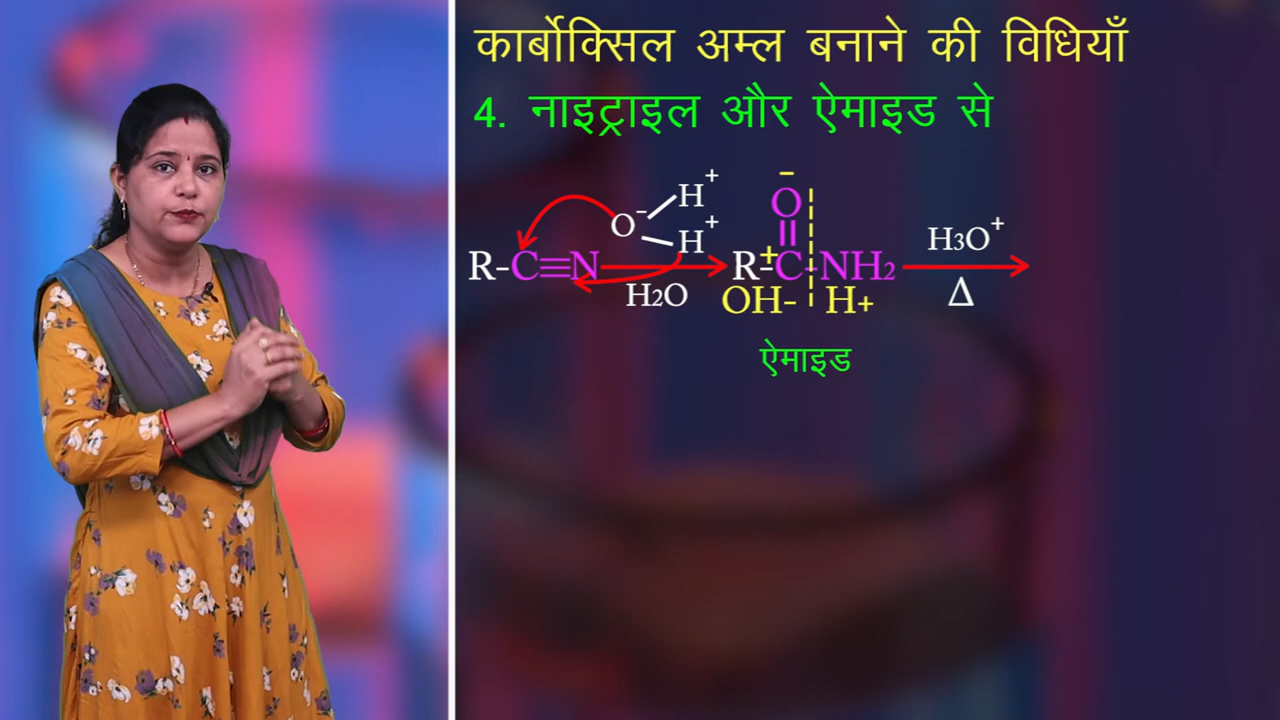 कार्बोक्सिल अम्ल बनाने की विधियाँ
4. नाइट्राइल और ऐमाइड से
R-C≡N
O⁻
H⁺
H⁺
H2O
O⁻
||
R-C-NH2
+
OH- H+
ऐमाइड
H3O⁺
Δ